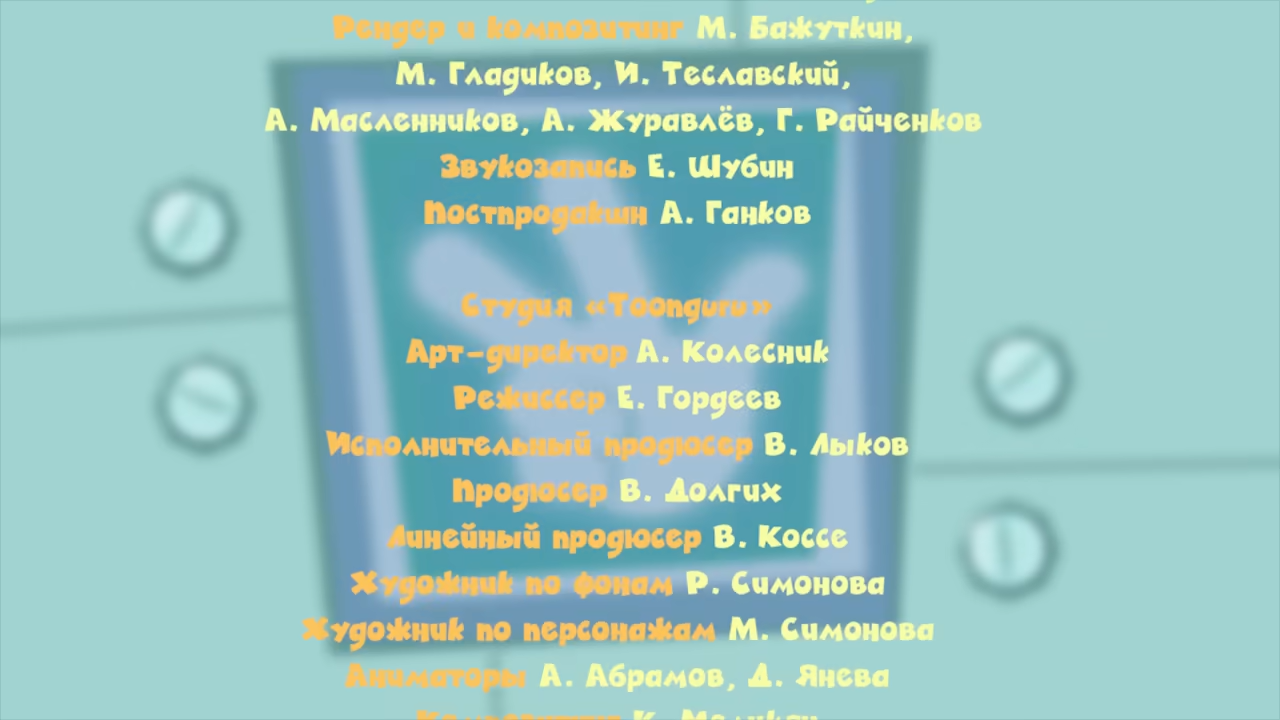 Рендер и композитинг М. Бажуткин,
М. Гладиков, И. Теславский,
А. Масленников, А. Журавлёв, Г. Райченков
Звукозапись Е. Шубин
Постпродакшн А. Ганков
Студия «Toonguru»
Арт-директор А. Колесник
Режиссер Е. Гордеев
Исполнительный продюсер В. Лыков
Продюсер В. Долгих
Линейный продюсер В. Коссе
Художник по фонам Р. Симонова
Художник по персонажам М. Симонова
Аниматоры А. Абрамов, Д. Янева